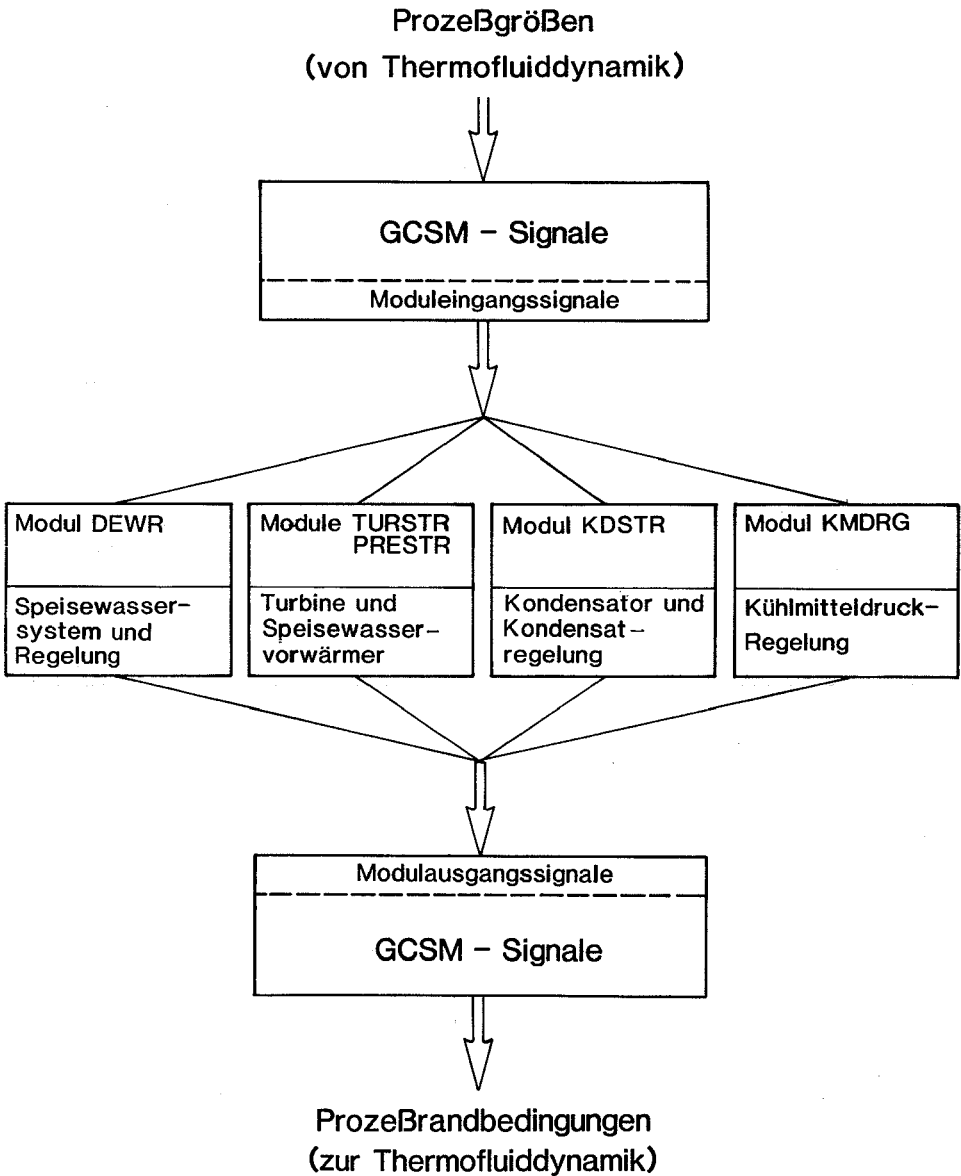 Prozeßgrößen
(von Thermofluiddynamik)
GCSM – Signale
Moduleingangssignale
Modul DEWR
Speisewasser-
system und
Regelung
Module TURSTR
PRESTR
Turbine und
Speisewasser-
vorwärmer
Modul KDSTR
Kondensator und
Kondensat-
regelung
Modul KMDRG
Kühlmitteldruck-
Regelung
Modulausgangssignale
GCSM – Signale
Prozeßrandbedingungen
(zur Thermofluiddynamik)